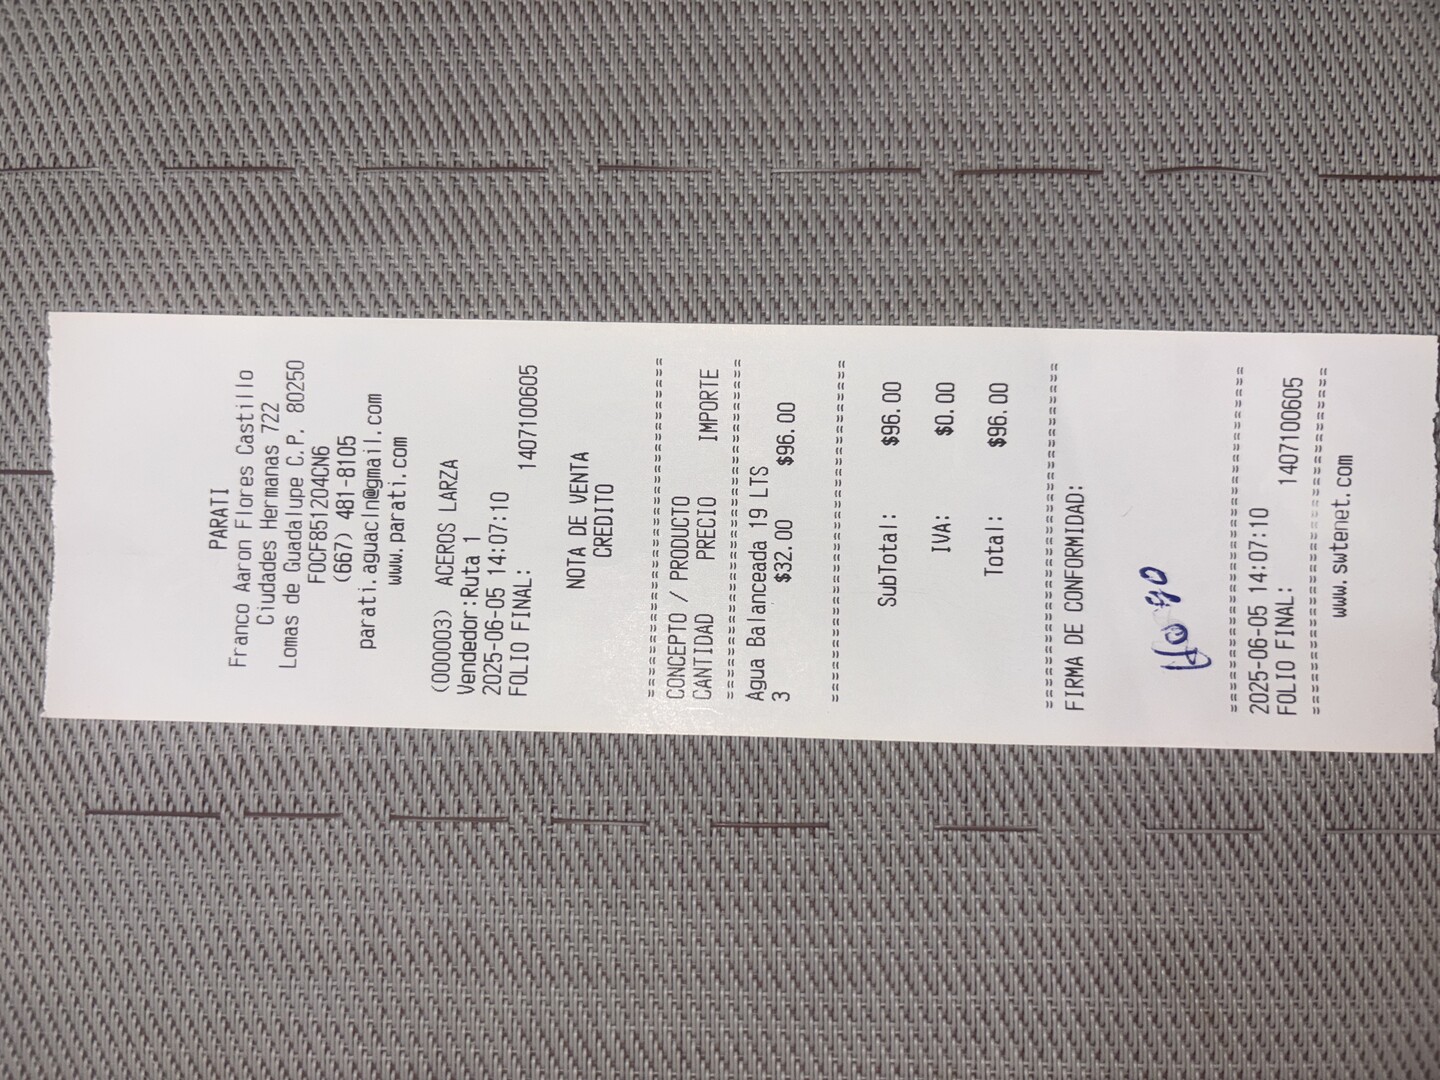 PARATI
Franco Aaron Flores Castillo
Ciudades Hermanas 722
Lomas de Guadalupe C.P. 80250
FOCF851204CN6
(667) 481-8105
parati.aguacln@gmail.com
www.parati.com
(000003) ACEROS LARZA
Vendedor:Ruta 1
2025-06-05 14:07:10
FOLIO FINAL: 1407100605
NOTA DE VENTA
CREDITO
==============================
CONCEPTO / PRODUCTO
CANTIDAD PRECIO IMPORTE
==============================
Agua Balanceada 19 LTS
3 $32.00 $96.00
==============================
SubTotal: $96.00
IVA: $0.00
Total: $96.00
==============================
FIRMA DE CONFORMIDAD:
==============================
2025-06-05 14:07:10
FOLIO FINAL: 1407100605
==============================
www.swtenet.com